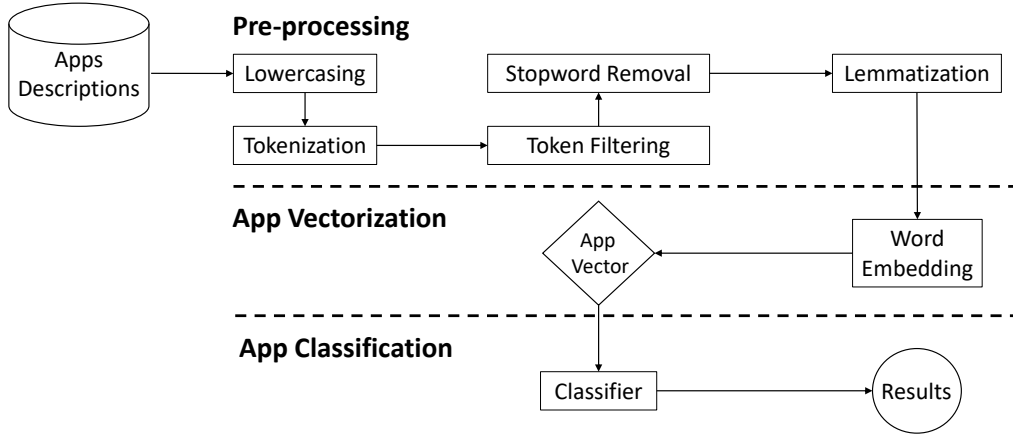 Pre-processing
Apps
Descriptions
Lowercasing
Stopword Removal
Lemmatization
Tokenization
Token Filtering
App Vectorization
App
Vector
Word
Embedding
App Classification
Classifier
Results